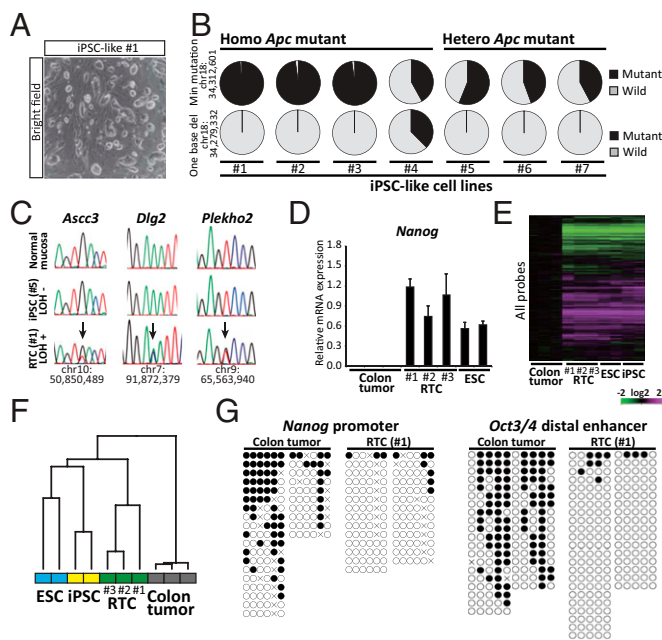 A
iPSC-like #1
Bright field
B
Homo Apc mutant
Hetero Apc mutant
Min mutation
chr18:
34,312,601
Mutant
Wild
One base del
chr18:
34,279,332
Mutant
Wild
#1 #2 #3 #4 #5 #6 #7
iPSC-like cell lines
C
Ascc3 Dlg2 Plekho2
Normal
mucosa
iPSC (#5)
LOH -
RTC (#1)
LOH +
chr10:
50,850,489
chr7:
91,872,379
chr9:
65,563,940
D
Nanog
Relative mRNA expression
1.8
1.5
1.2
0.9
0.6
0.3
0.0
Colon
tumor
#1 #2 #3
RTC
ESC
E
All probes
Colon
tumor
#1 #2 #3
RTC
ESC iPSC
-2 log2 2
F
ESC iPSC
#3 #2 #1
RTC
Colon
tumor
G
Nanog promoter
Colon tumor RTC (#1)
Oct3/4 distal enhancer
Colon tumor RTC (#1)